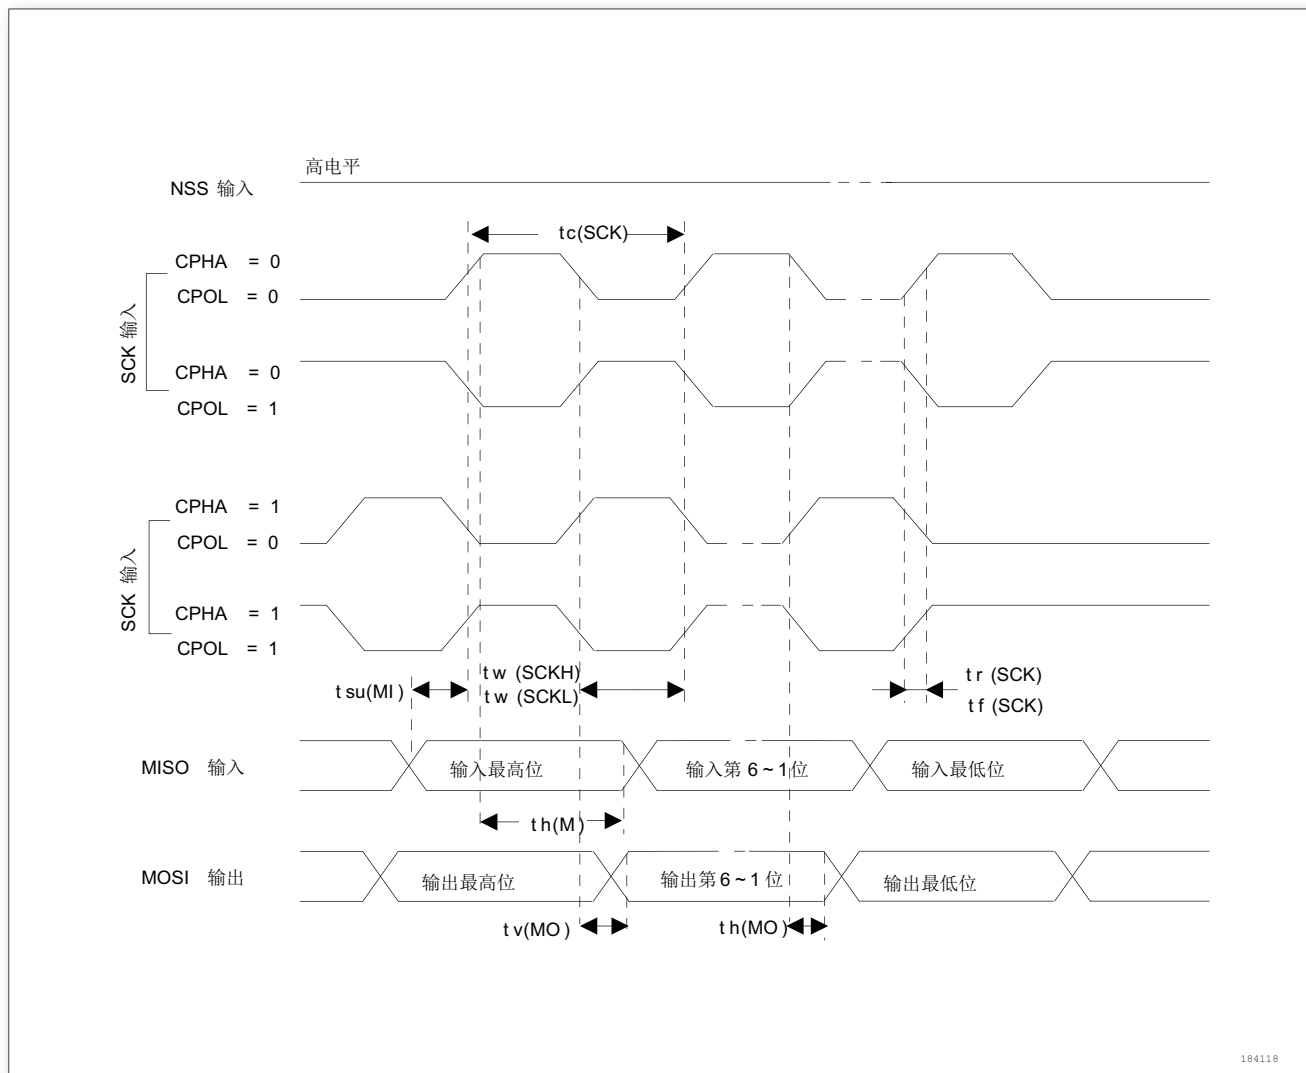 高电平
NSS 输入
tc(SCK)
CPHA = 0
CPOL = 0
SCK 输入
CPHA = 0
CPOL = 1
CPHA = 1
CPOL = 0
SCK 输入
CPHA = 1
CPOL = 1
tsu(MI)
tw (SCKH)
tw (SCKL)
tr (SCK)
tf (SCK)
MISO 输入
输入最高位
输入第 6 ~ 1 位
输入最低位
th(M)
MOSI 输出
输出最高位
输出第 6 ~ 1 位
输出最低位
tv(MO)
th(MO)
184118